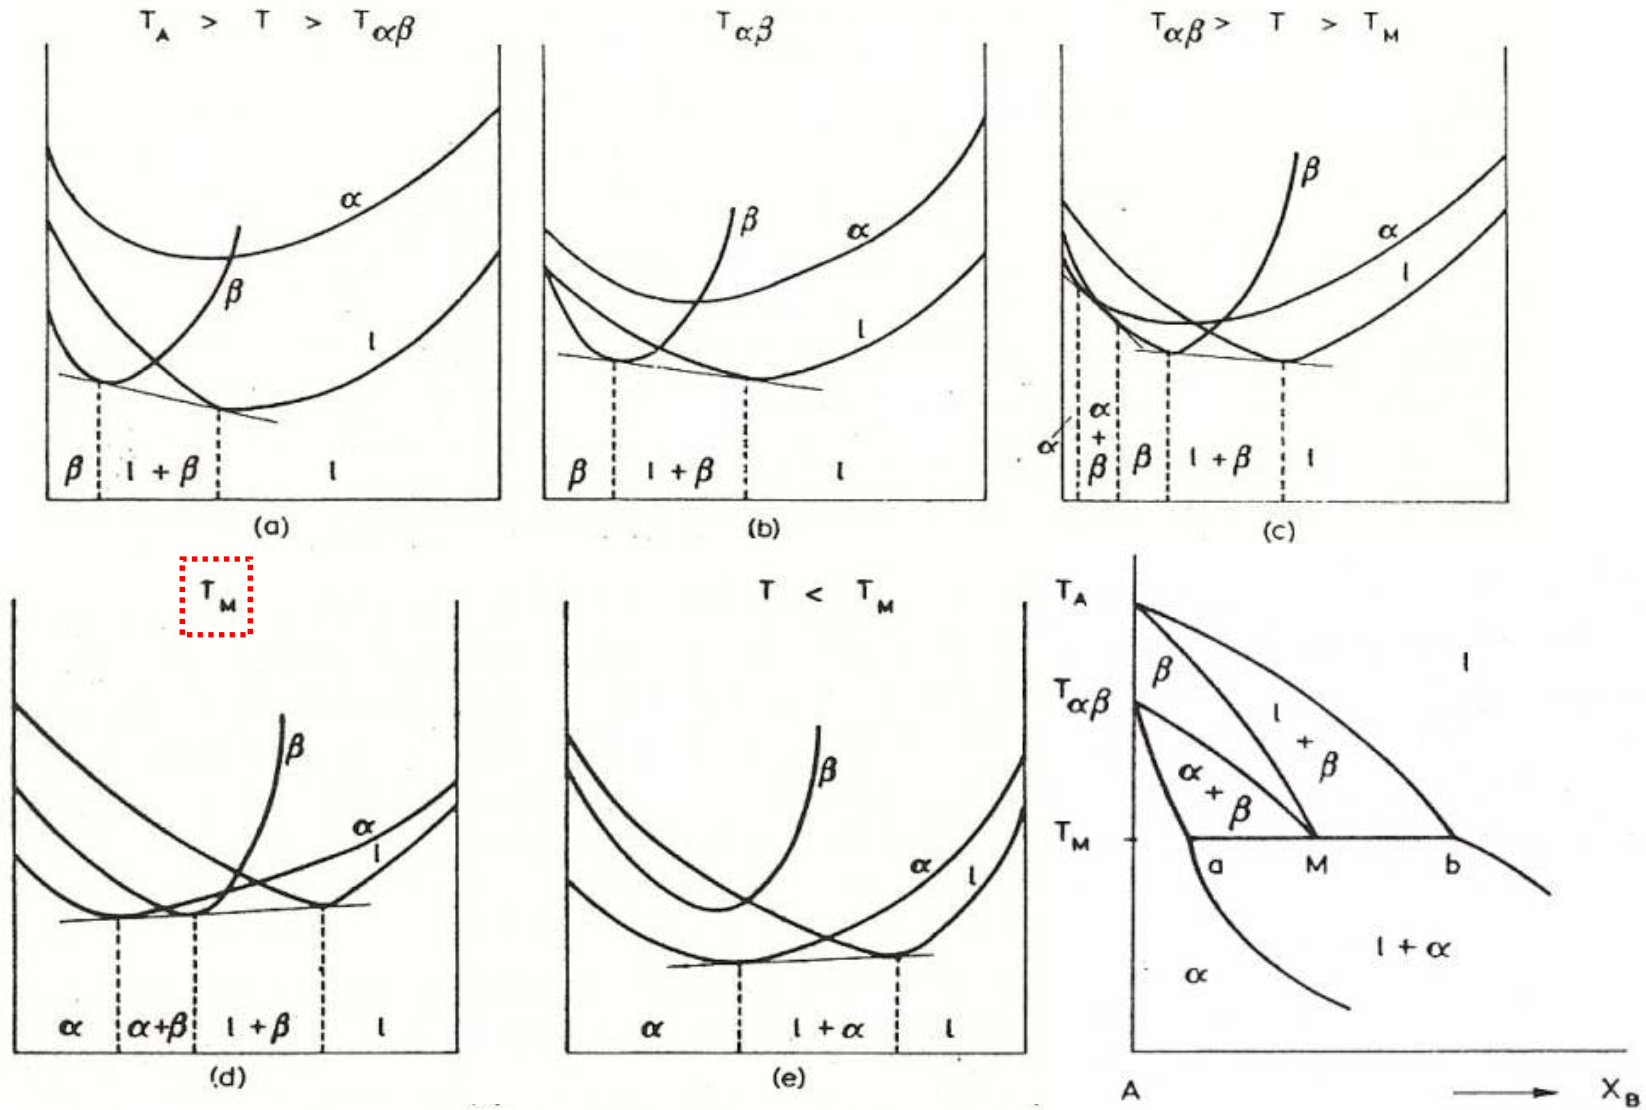 T_A > T > T_αβ
T_αβ
T_αβ > T > T_M
α
β
l
β
l + β
l
(a)
β
α
l
β
l + β
l
(b)
β
α
l
α
α + β
β
l + β
l
(c)
T_M
β
α
l
α
α+β
l + β
l
(d)
T < T_M
β
α
l
α
l + α
l
(e)
T_A
l
β
T_αβ
l + β
α + β
T_M
a
M
b
l + α
α
A
X_B